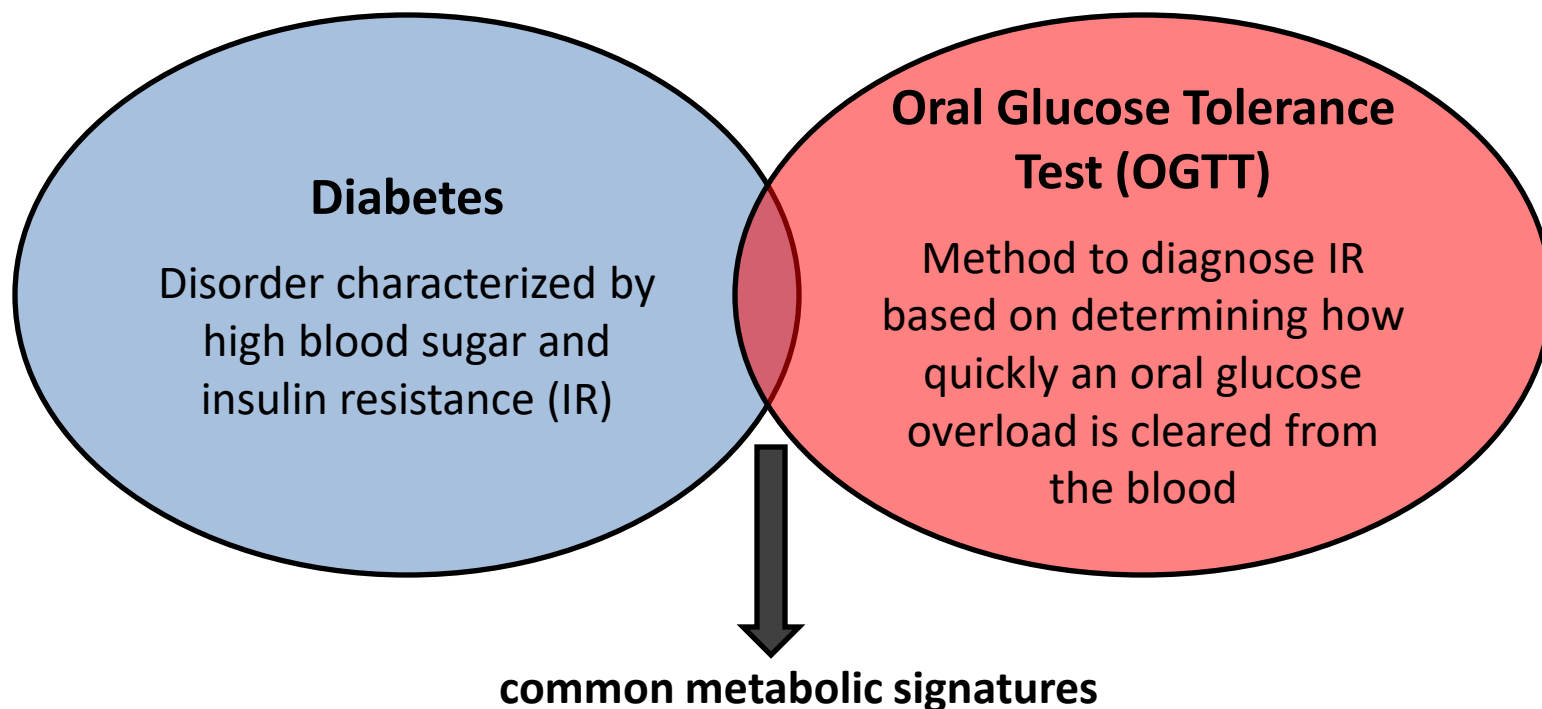 Diabetes
Disorder characterized by
high blood sugar and
insulin resistance (IR)
Oral Glucose Tolerance
Test (OGTT)
Method to diagnose IR
based on determining how
quickly an oral glucose
overload is cleared from
the blood
common metabolic signatures